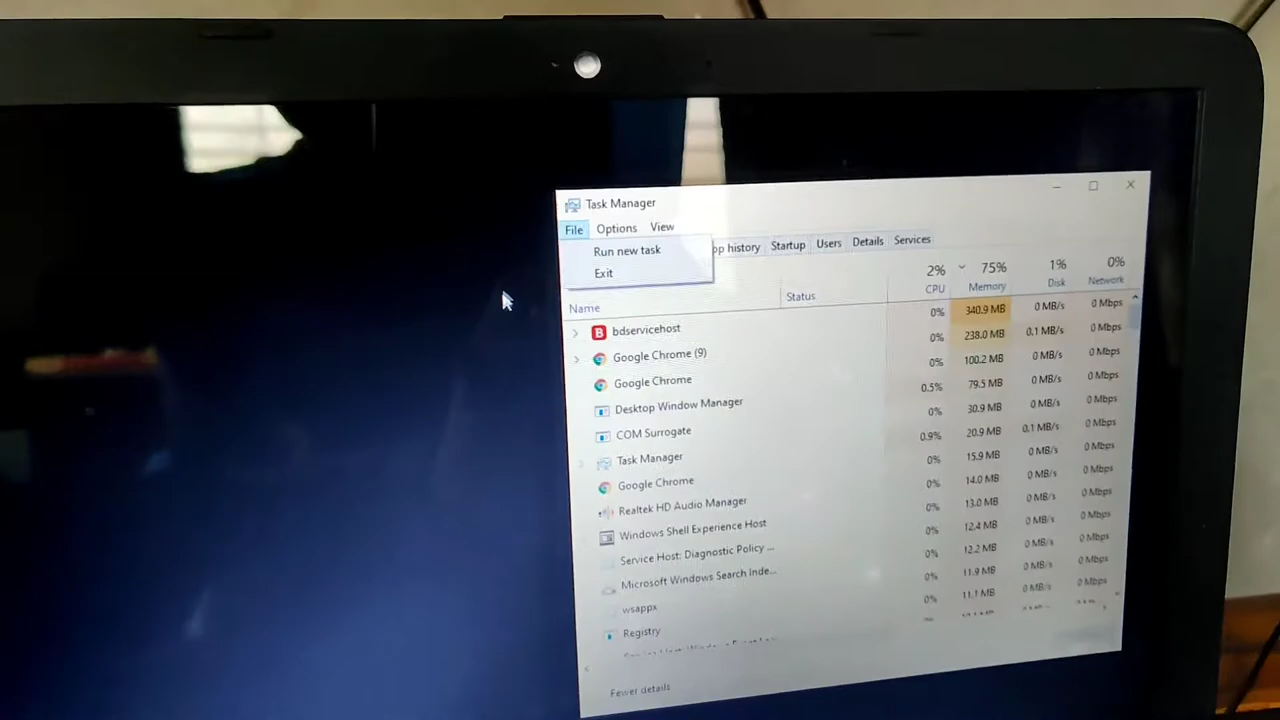 Task Manager
File Options View
Run new task
Exit
pp history Startup Users Details Services
2% 75% 1% 0%
Name Status CPU Memory Disk Network
B bdservicehost 0% 340.9 MB 0 MB/s 0 Mbps
Google Chrome (9) 0% 238.0 MB 0.1 MB/s 0 Mbps
Google Chrome 0% 100.2 MB 0 MB/s 0 Mbps
Desktop Window Manager 0.5% 79.5 MB 0 MB/s 0 Mbps
COM Surrogate 0% 30.9 MB 0 MB/s 0 Mbps
Task Manager 0.9% 20.9 MB 0.1 MB/s 0 Mbps
Google Chrome 0% 15.9 MB 0 MB/s 0 Mbps
Realtek HD Audio Manager 0% 14.0 MB 0 MB/s 0 Mbps
Windows Shell Experience Host 0% 13.0 MB 0 MB/s 0 Mbps
Service Host: Diagnostic Policy ... 0% 12.4 MB 0 MB/s 0 Mbps
Microsoft Windows Search Inde... 0% 12.2 MB 0 MB/s 0 Mbps
wsappx 0% 11.9 MB 0 MB/s 0 Mbps
Registry 0% 11.1 MB 0 MB/s 0 Mbps
Fewer details